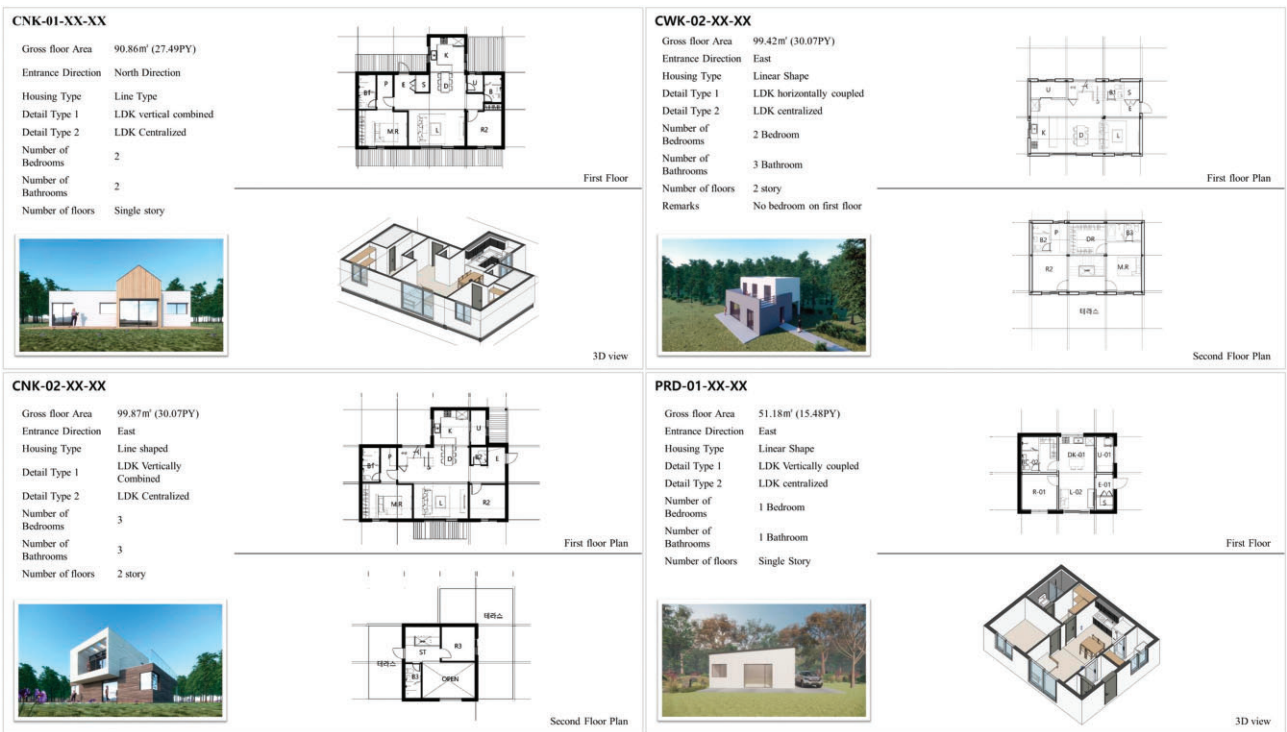 CNK-01-XX-XX
Gross floor Area 90.86㎡ (27.49PY)
Entrance Direction North Direction
Housing Type Line Type
Detail Type 1 LDK vertical combined
Detail Type 2 LDK Centralized
Number of
Bedrooms
2
Number of
Bathrooms
2
Number of floors Single story
K
BT P E S D U B
M.R L R2
First Floor
3D view
CWK-02-XX-XX
Gross floor Area 99.42㎡ (30.07PY)
Entrance Direction East
Housing Type Linear Shape
Detail Type 1 LDK horizontally coupled
Detail Type 2 LDK centralized
Number of
Bedrooms
2 Bedroom
Number of
Bathrooms
3 Bathroom
Number of floors 2 story
Remarks No bedroom on first floor
U S
E
K D L
First floor Plan
B2 P DR B3
R2 M.R
테라스
Second Floor Plan
CNK-02-XX-XX
Gross floor Area 99.87㎡ (30.07PY)
Entrance Direction East
Housing Type Line shaped
Detail Type 1
LDK Vertically
Combined
Detail Type 2 LDK Centralized
Number of
Bedrooms
3
Number of
Bathrooms
3
Number of floors 2 story
K U
BT P D E
M.R L R2
First floor Plan
테라스
ST R3
테라스
B3 OPEN
Second Floor Plan
PRD-01-XX-XX
Gross floor Area 51.18㎡ (15.48PY)
Entrance Direction East
Housing Type Linear Shape
Detail Type 1 LDK Vertically coupled
Detail Type 2 LDK centralized
Number of
Bedrooms
1 Bedroom
Number of
Bathrooms
1 Bathroom
Number of floors Single Story
DK-01 U-01
R-01 L-02 E-01
S
First Floor
3D view